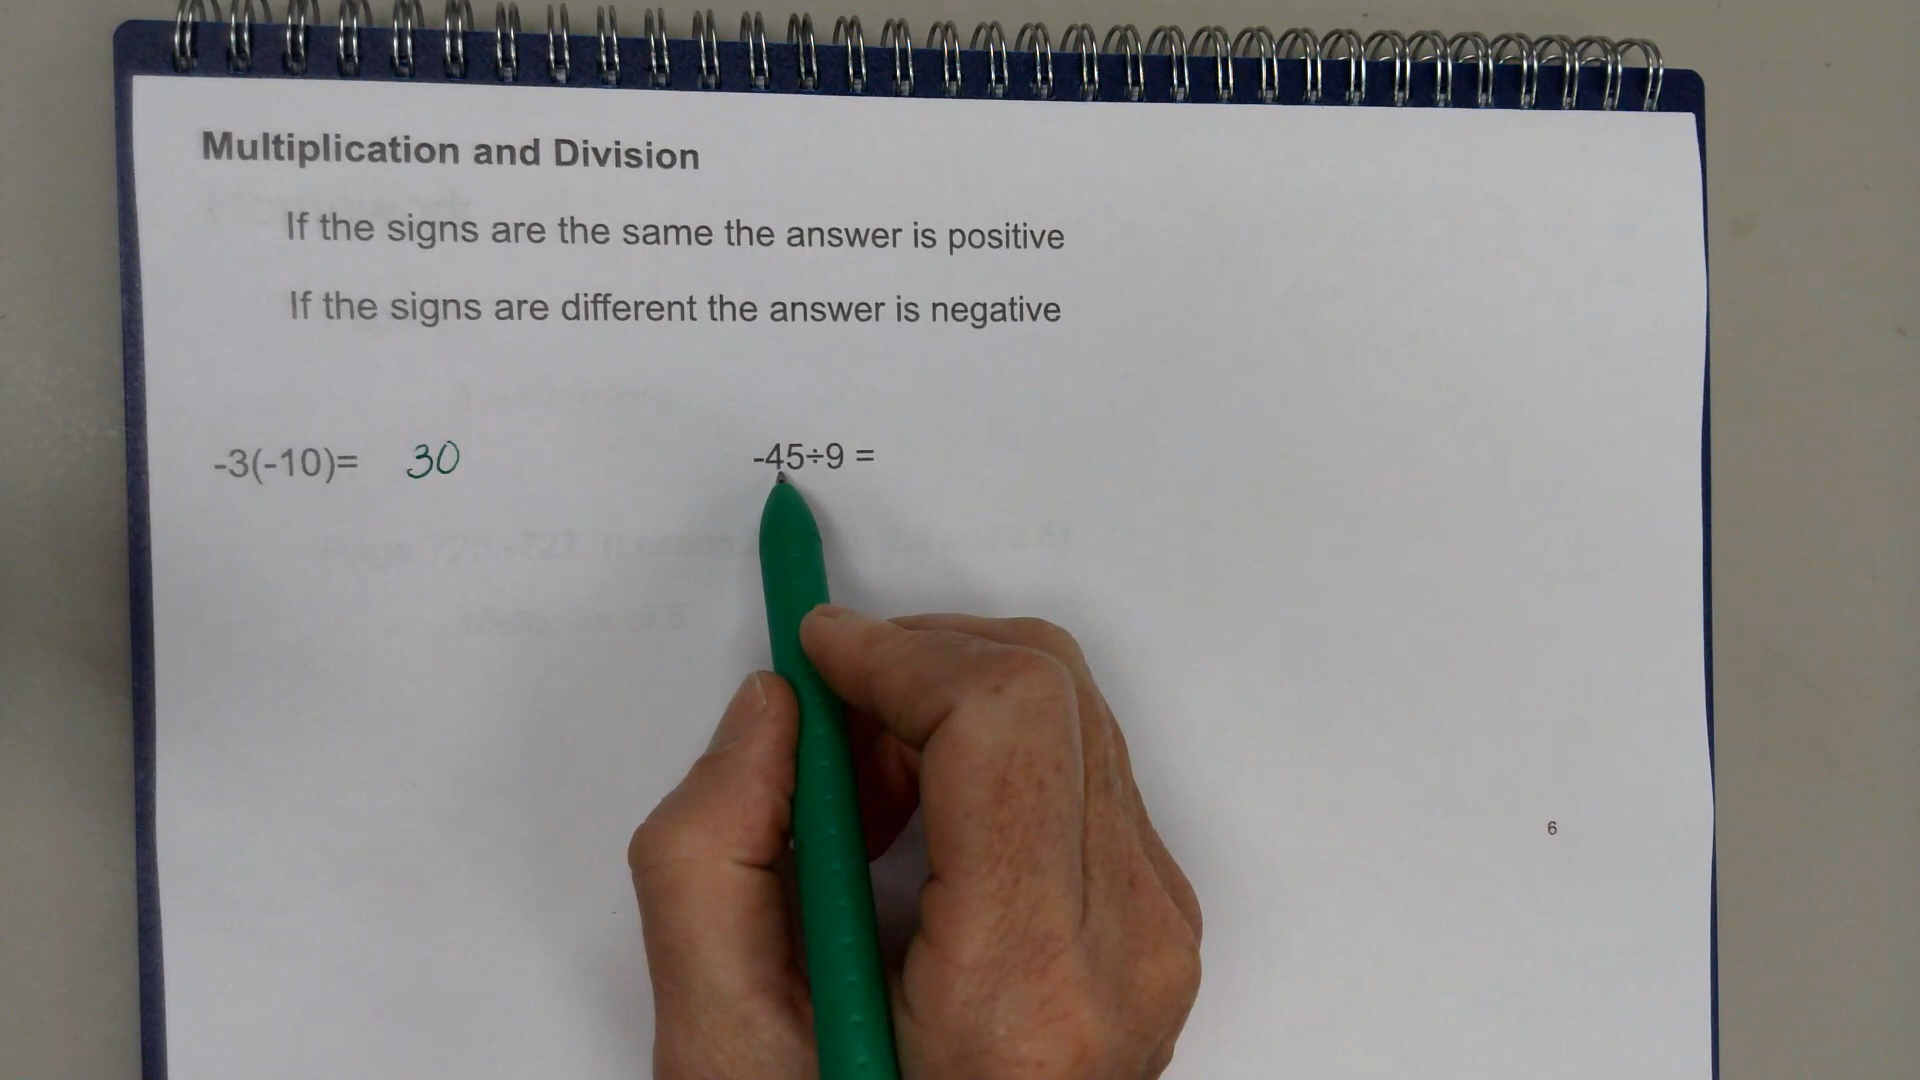 Multiplication and Division
If the signs are the same the answer is positive
If the signs are different the answer is negative
-3(-10)= 30
-45÷9 =
6